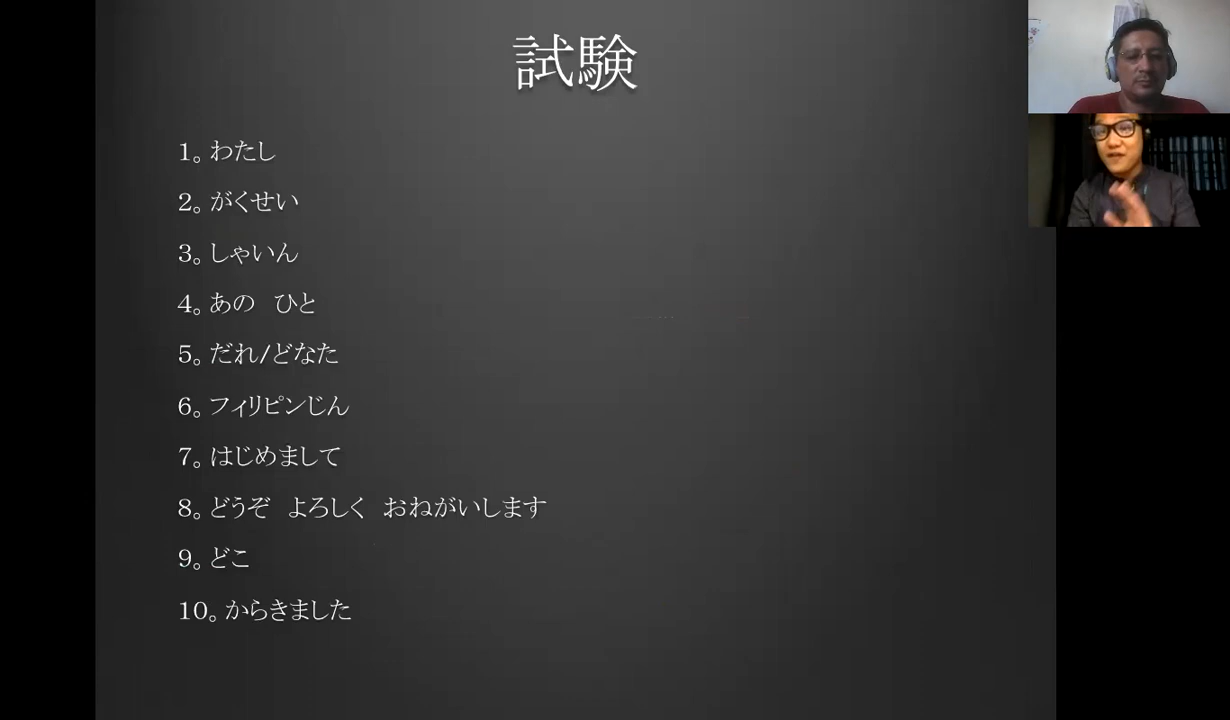 試験
1。わたし
2。がくせい
3。しゃいん
4。あの　ひと
5。だれ/どなた
6。フィリピンじん
7。はじめまして
8。どうぞ　よろしく　おねがいします
9。どこ
10。からきました